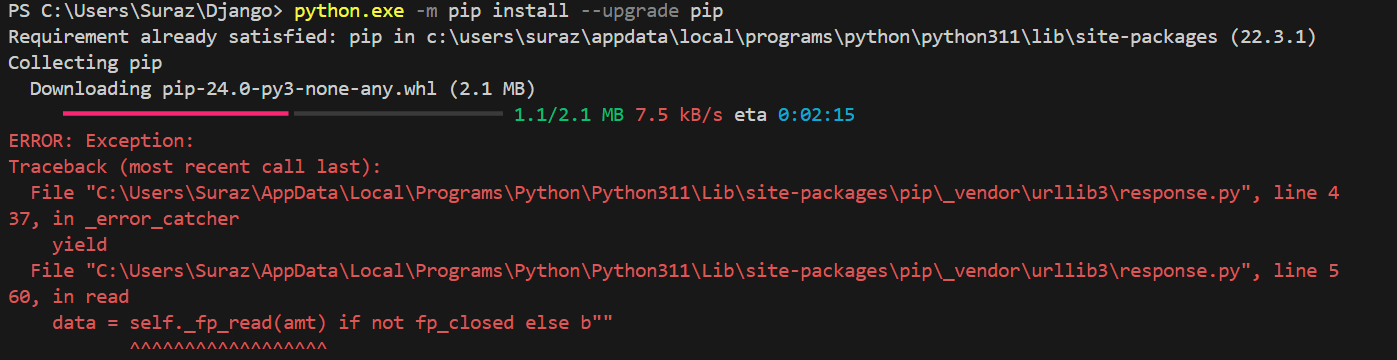 PS C:\Users\Suraz\Django> python.exe -m pip install --upgrade pip
Requirement already satisfied: pip in c:\users\suraz\appdata\local\programs\python\python311\lib\site-packages (22.3.1)
Collecting pip
  Downloading pip-24.0-py3-none-any.whl (2.1 MB)
1.1/2.1 MB 7.5 kB/s eta 0:02:15
ERROR: Exception:
Traceback (most recent call last):
  File "C:\Users\Suraz\AppData\Local\Programs\Python\Python311\Lib\site-packages\pip\_vendor\urllib3\response.py", line 4
37, in _error_catcher
    yield
  File "C:\Users\Suraz\AppData\Local\Programs\Python\Python311\Lib\site-packages\pip\_vendor\urllib3\response.py", line 5
60, in read
    data = self._fp_read(amt) if not fp_closed else b""
           ^^^^^^^^^^^^^^^^^^